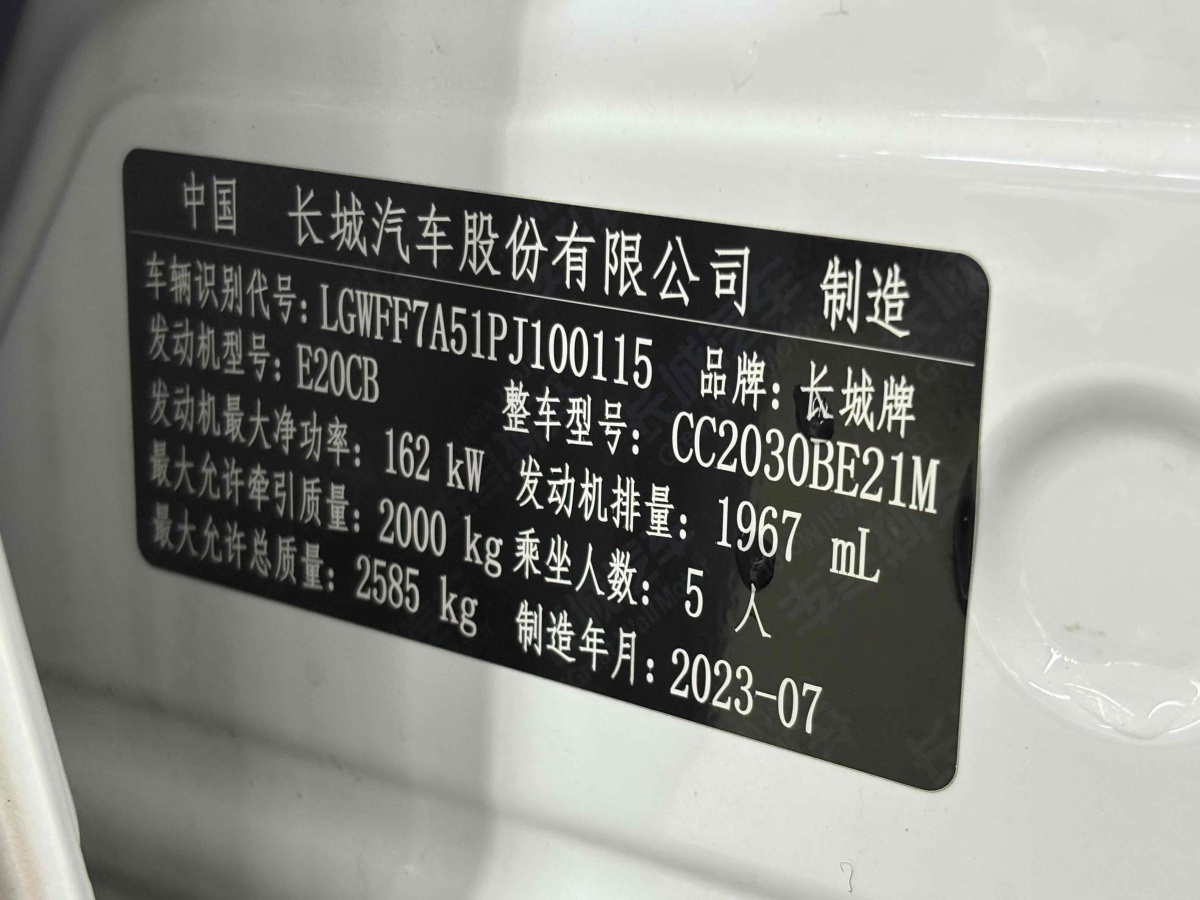 中国 长城汽车股份有限公司 制造
车辆识别代号: LGWFF7A51PJ100115 品牌: 长城牌
发动机型号: E20CB 整车型号: CC2030BE21M
发动机最大净功率: 162 kW 发动机排量: 1967 mL
最大允许牵引质量: 2000 kg 乘坐人数: 5 人
最大允许总质量: 2585 kg 制造年月: 2023-07